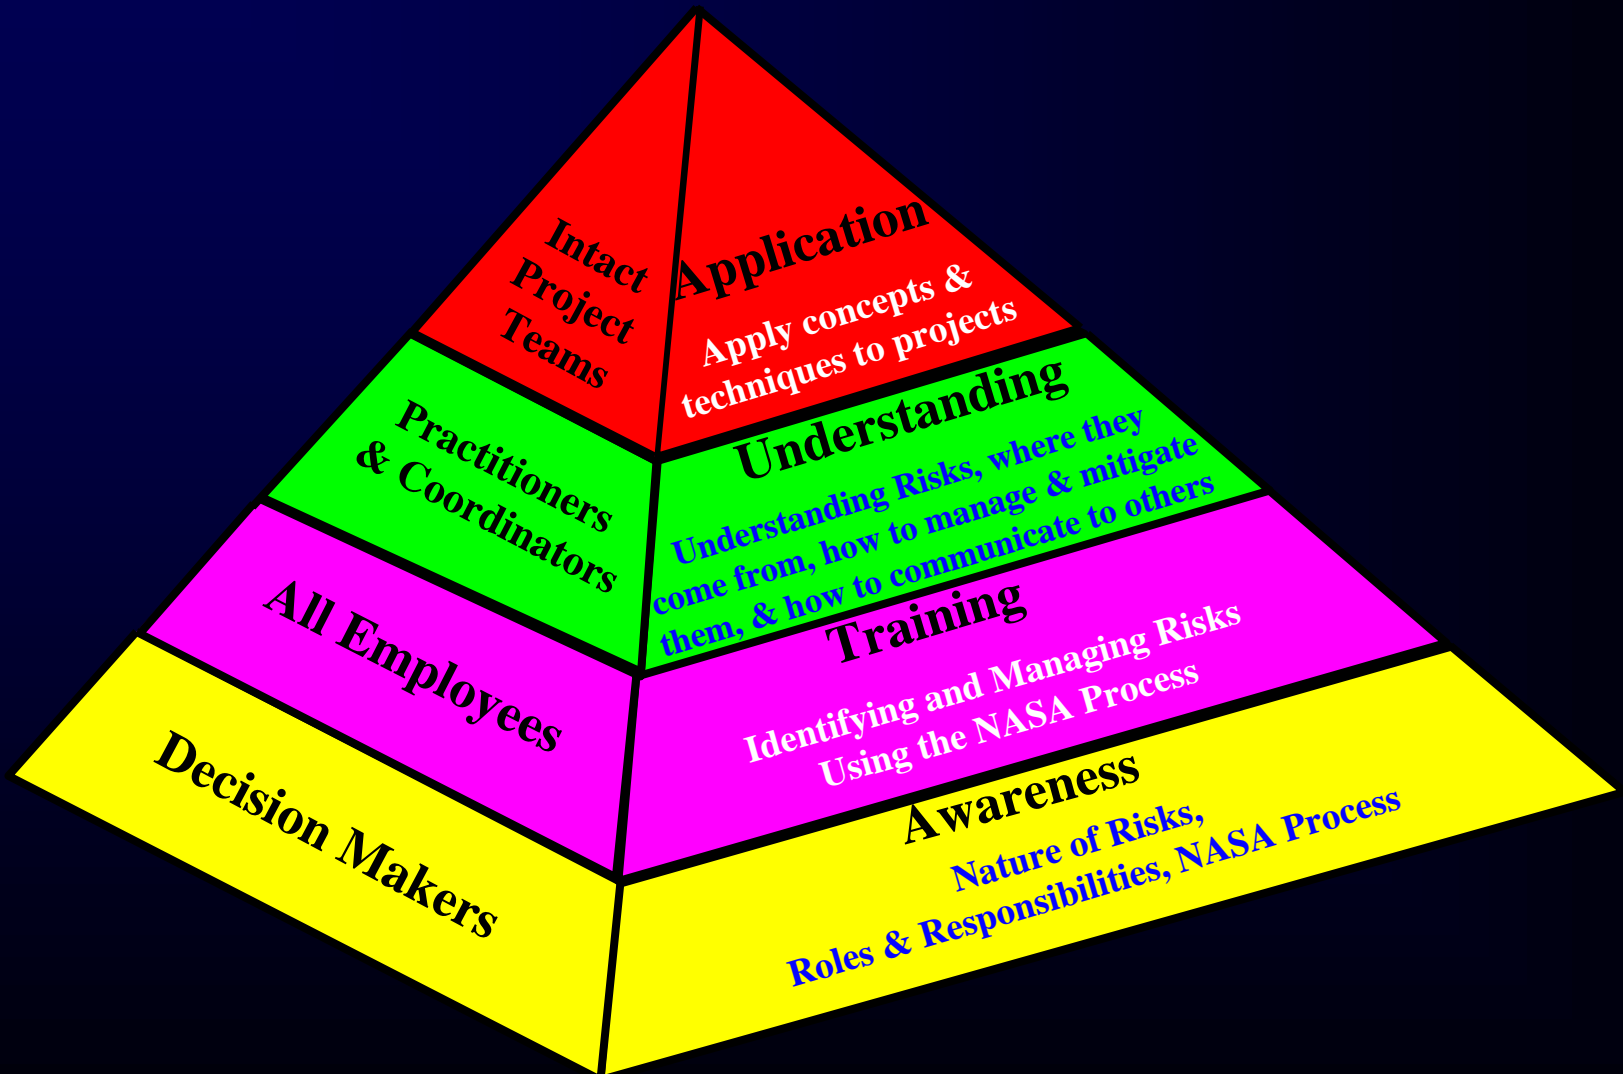 Intact
Project
Teams
Application
Apply concepts &
techniques to projects
Practitioners
& Coordinators
Understanding
Understanding Risks, where they
come from, how to manage & mitigate
them, & how to communicate to others
All Employees
Training
Identifying and Managing Risks
Using the NASA Process
Decision Makers
Awareness
Nature of Risks,
Roles & Responsibilities, NASA Process